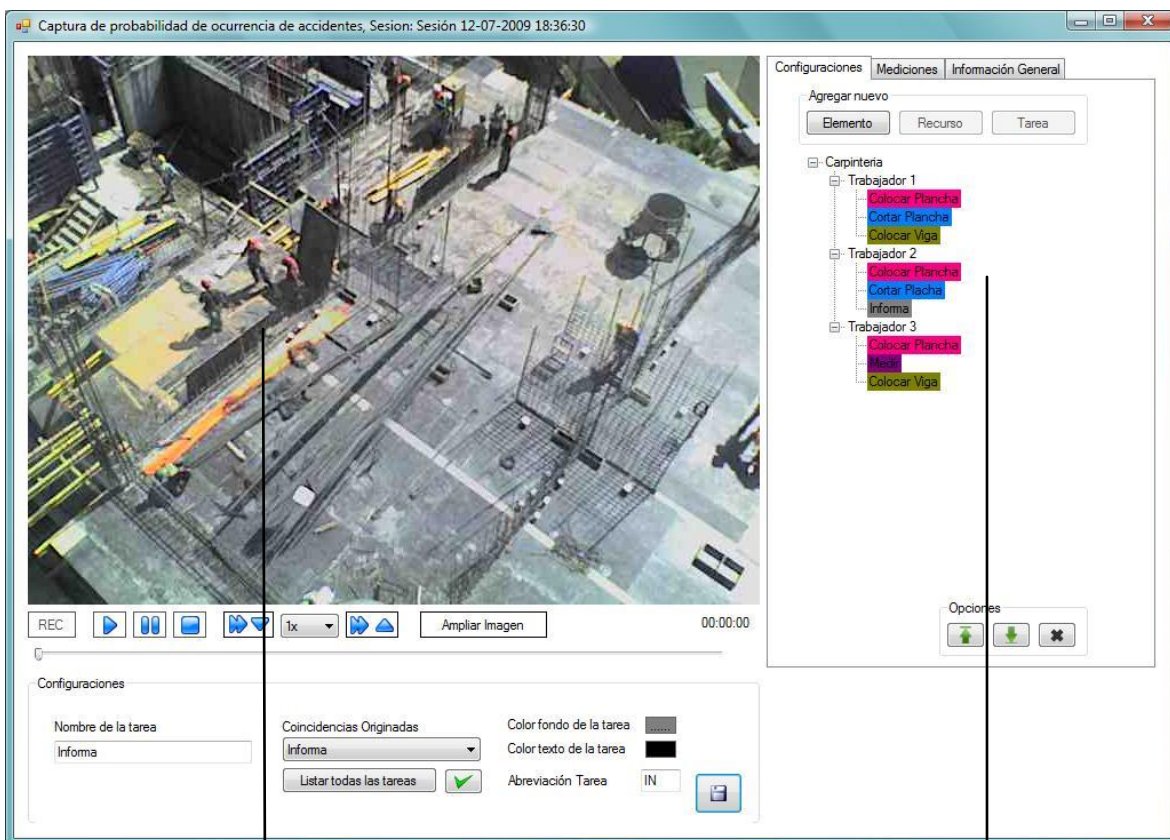 Captura de probabilidad de ocurrencia de accidentes, Sesion: Sesión 12-07-2009 18:36:30
Configuraciones Mediciones Información General
Agregar nuevo
Elemento Recurso Tarea
Carpinteria
Trabajador 1
Colocar Plancha
Cortar Plancha
Colocar Viga
Trabajador 2
Colocar Plancha
Cortar Placha
Informa
Trabajador 3
Colocar Plancha
Medir
Colocar Viga
Opciones
REC 1x Ampliar Imagen 00:00:00
Configuraciones
Nombre de la tarea
Informa
Coincidencias Originadas
Informa
Listar todas las tareas
Color fondo de la tarea ......
Color texto de la tarea
Abreviación Tarea IN